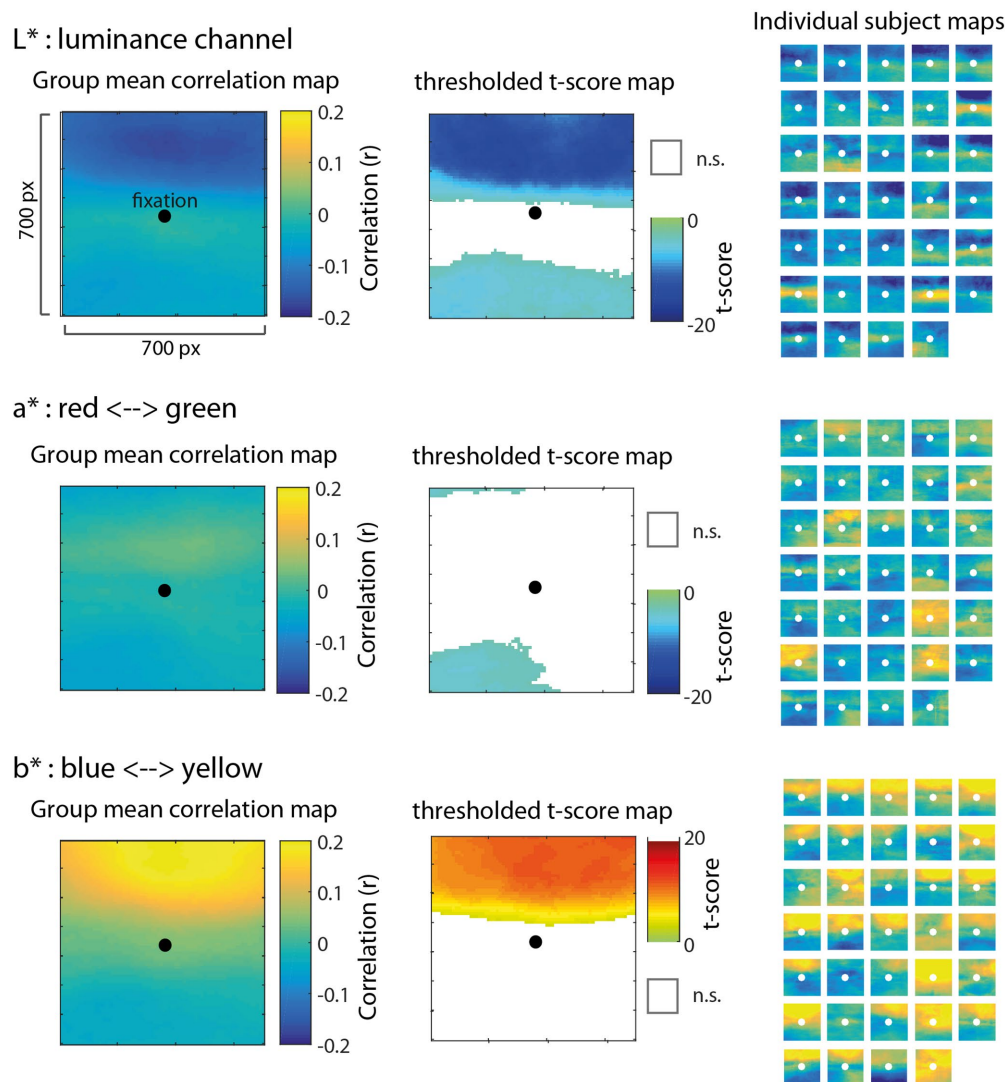 Individual subject maps
L* : luminance channel
Group mean correlation map
thresholded t-score map
700 px
700 px
fixation
0.2
0.1
0
-0.1
-0.2
Correlation (r)
n.s.
0
-20
t-score
a* : red <--> green
Group mean correlation map
thresholded t-score map
0.2
0.1
0
-0.1
-0.2
Correlation (r)
n.s.
0
-20
t-score
b* : blue <--> yellow
Group mean correlation map
thresholded t-score map
0.2
0.1
0
-0.1
-0.2
Correlation (r)
20
0
t-score
n.s.